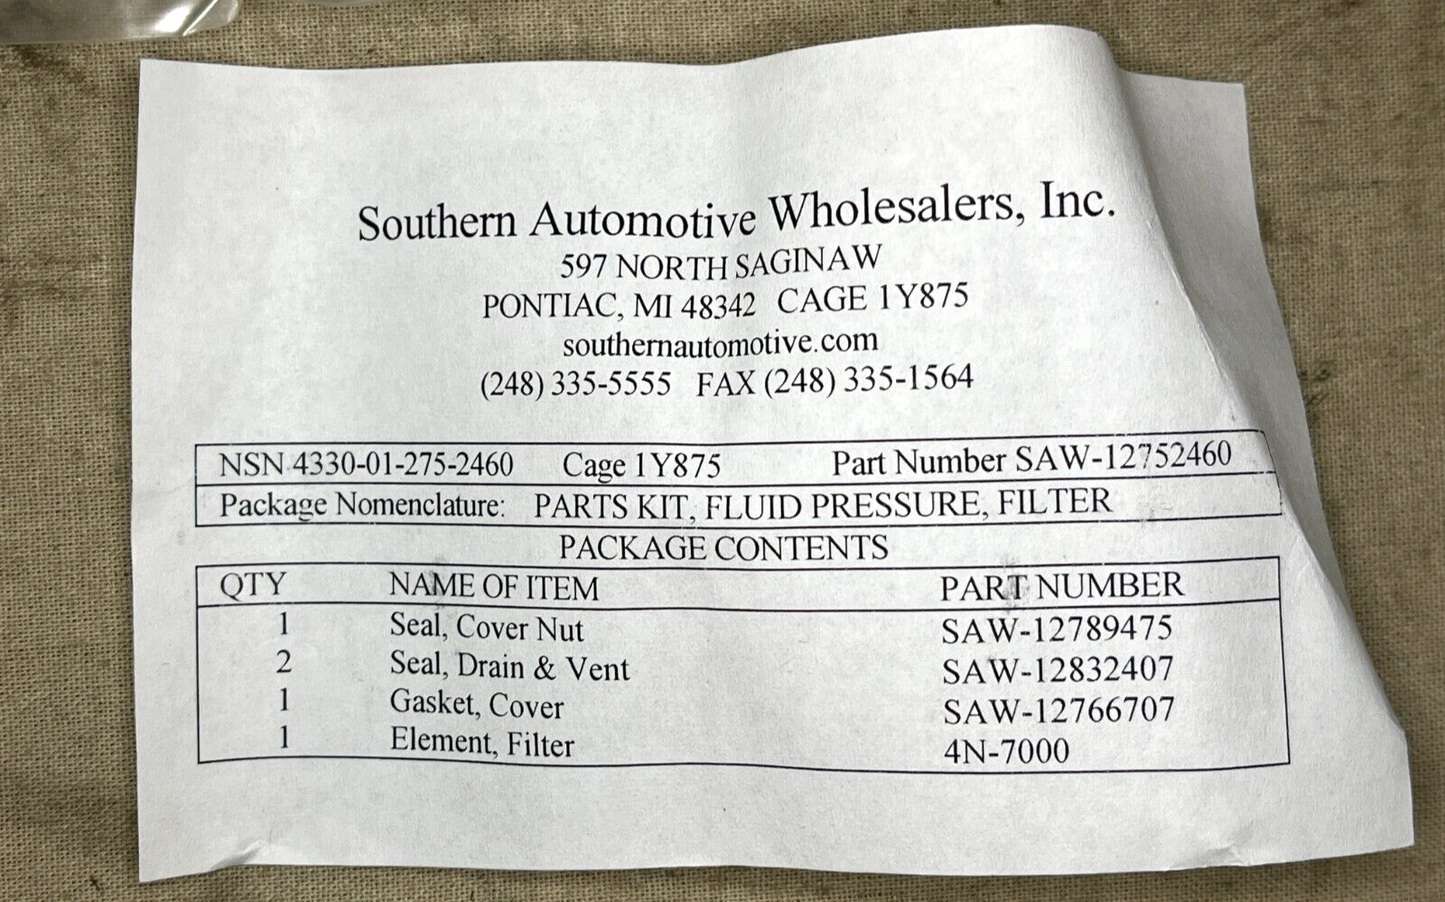 Southern Automotive Wholesalers, Inc.
597 NORTH SAGINAW
PONTIAC, MI 48342 CAGE 1Y875
southernautomotive.com
(248) 335-5555 FAX (248) 335-1564
NSN 4330-01-275-2460 Cage 1Y875 Part Number SAW-12752460
Package Nomenclature: PARTS KIT, FLUID PRESSURE, FILTER
PACKAGE CONTENTS
QTY NAME OF ITEM PART NUMBER
1 Seal, Cover Nut SAW-12789475
2 Seal, Drain & Vent SAW-12832407
1 Gasket, Cover SAW-12766707
1 Element, Filter 4N-7000